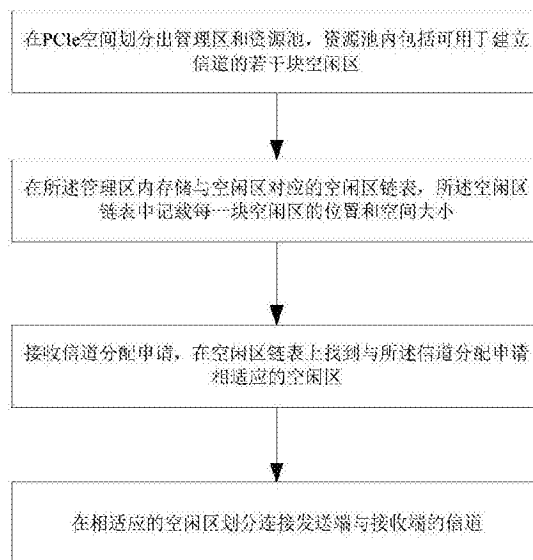 在PCIe空间划分出管理区和资源池，资源池内包括可用于建立
信道的若干块空闲区
在所述管理区内存储与空闲区对应的空闲区链表，所述空闲区
链表中记载每一块空闲区的位置和空间大小
接收信道分配申请，在空闲区链表上找到与所述信道分配申请
相适应的空闲区
在相适应的空闲区划分连接发送端与接收端的信道